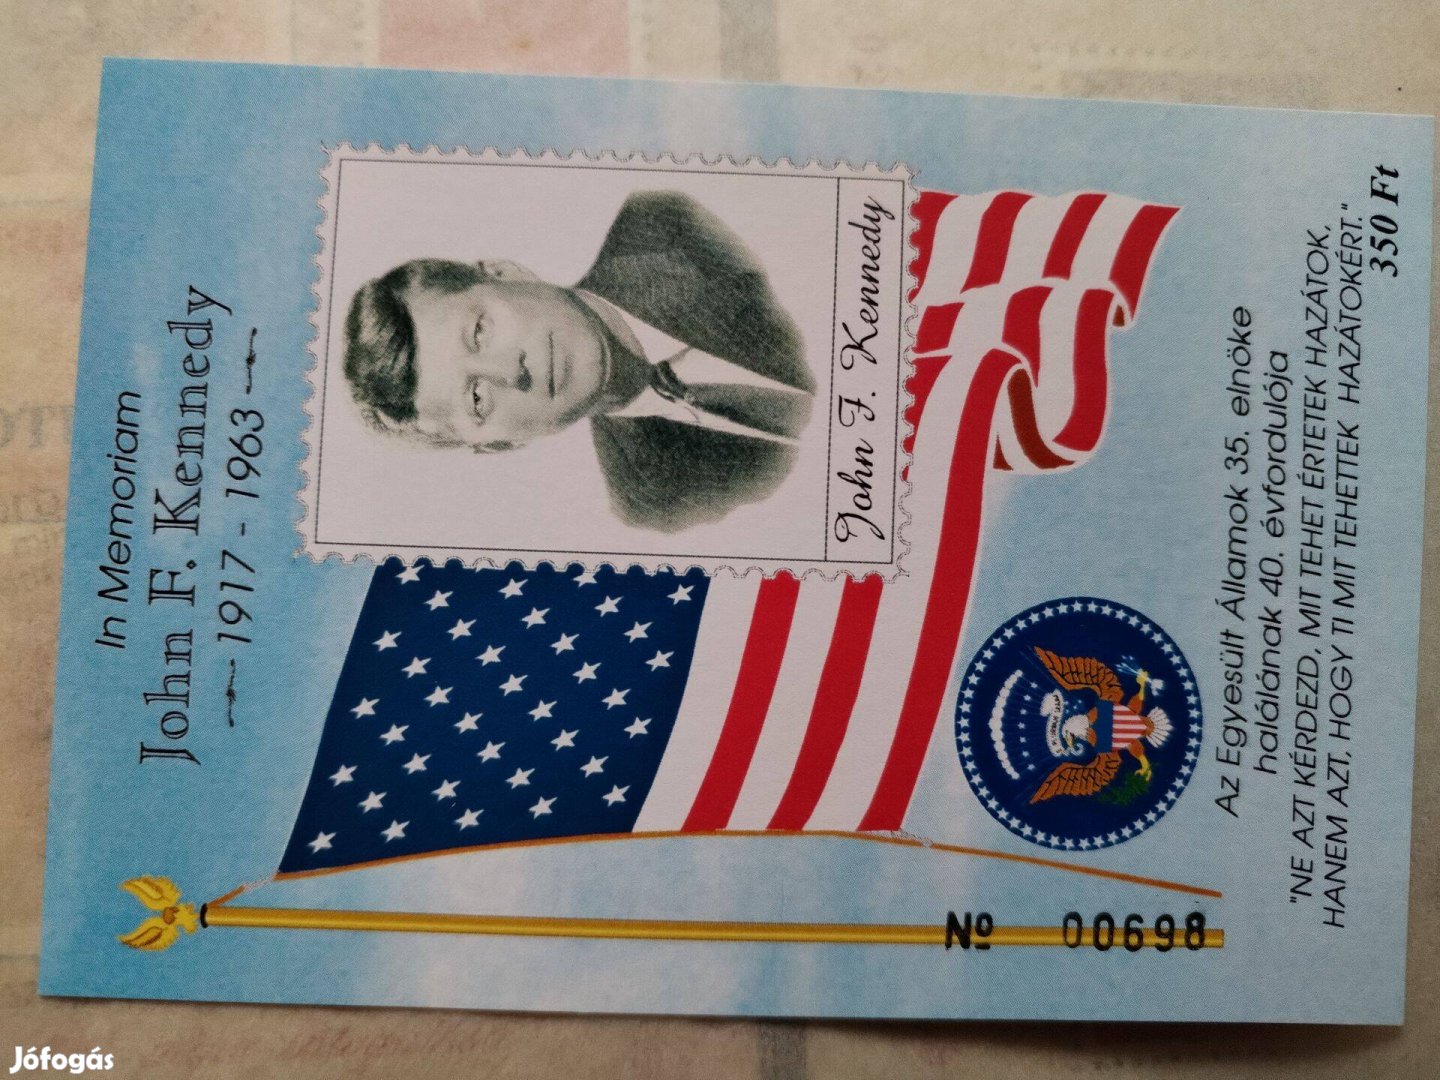 In Memoriam
John F. Kennedy
1917 - 1963
John F. Kennedy
Az Egyesült Államok 35. elnöke
halálának 40. évfordulója
"NE AZT KÉRDEZD, MIT TEHET ÉRTETEK HAZÁTOK,
HANEM AZT, HOGY TI MIT TEHETTEK HAZÁTOKÉRT."
350 Ft
Nº 00698
Jófogás